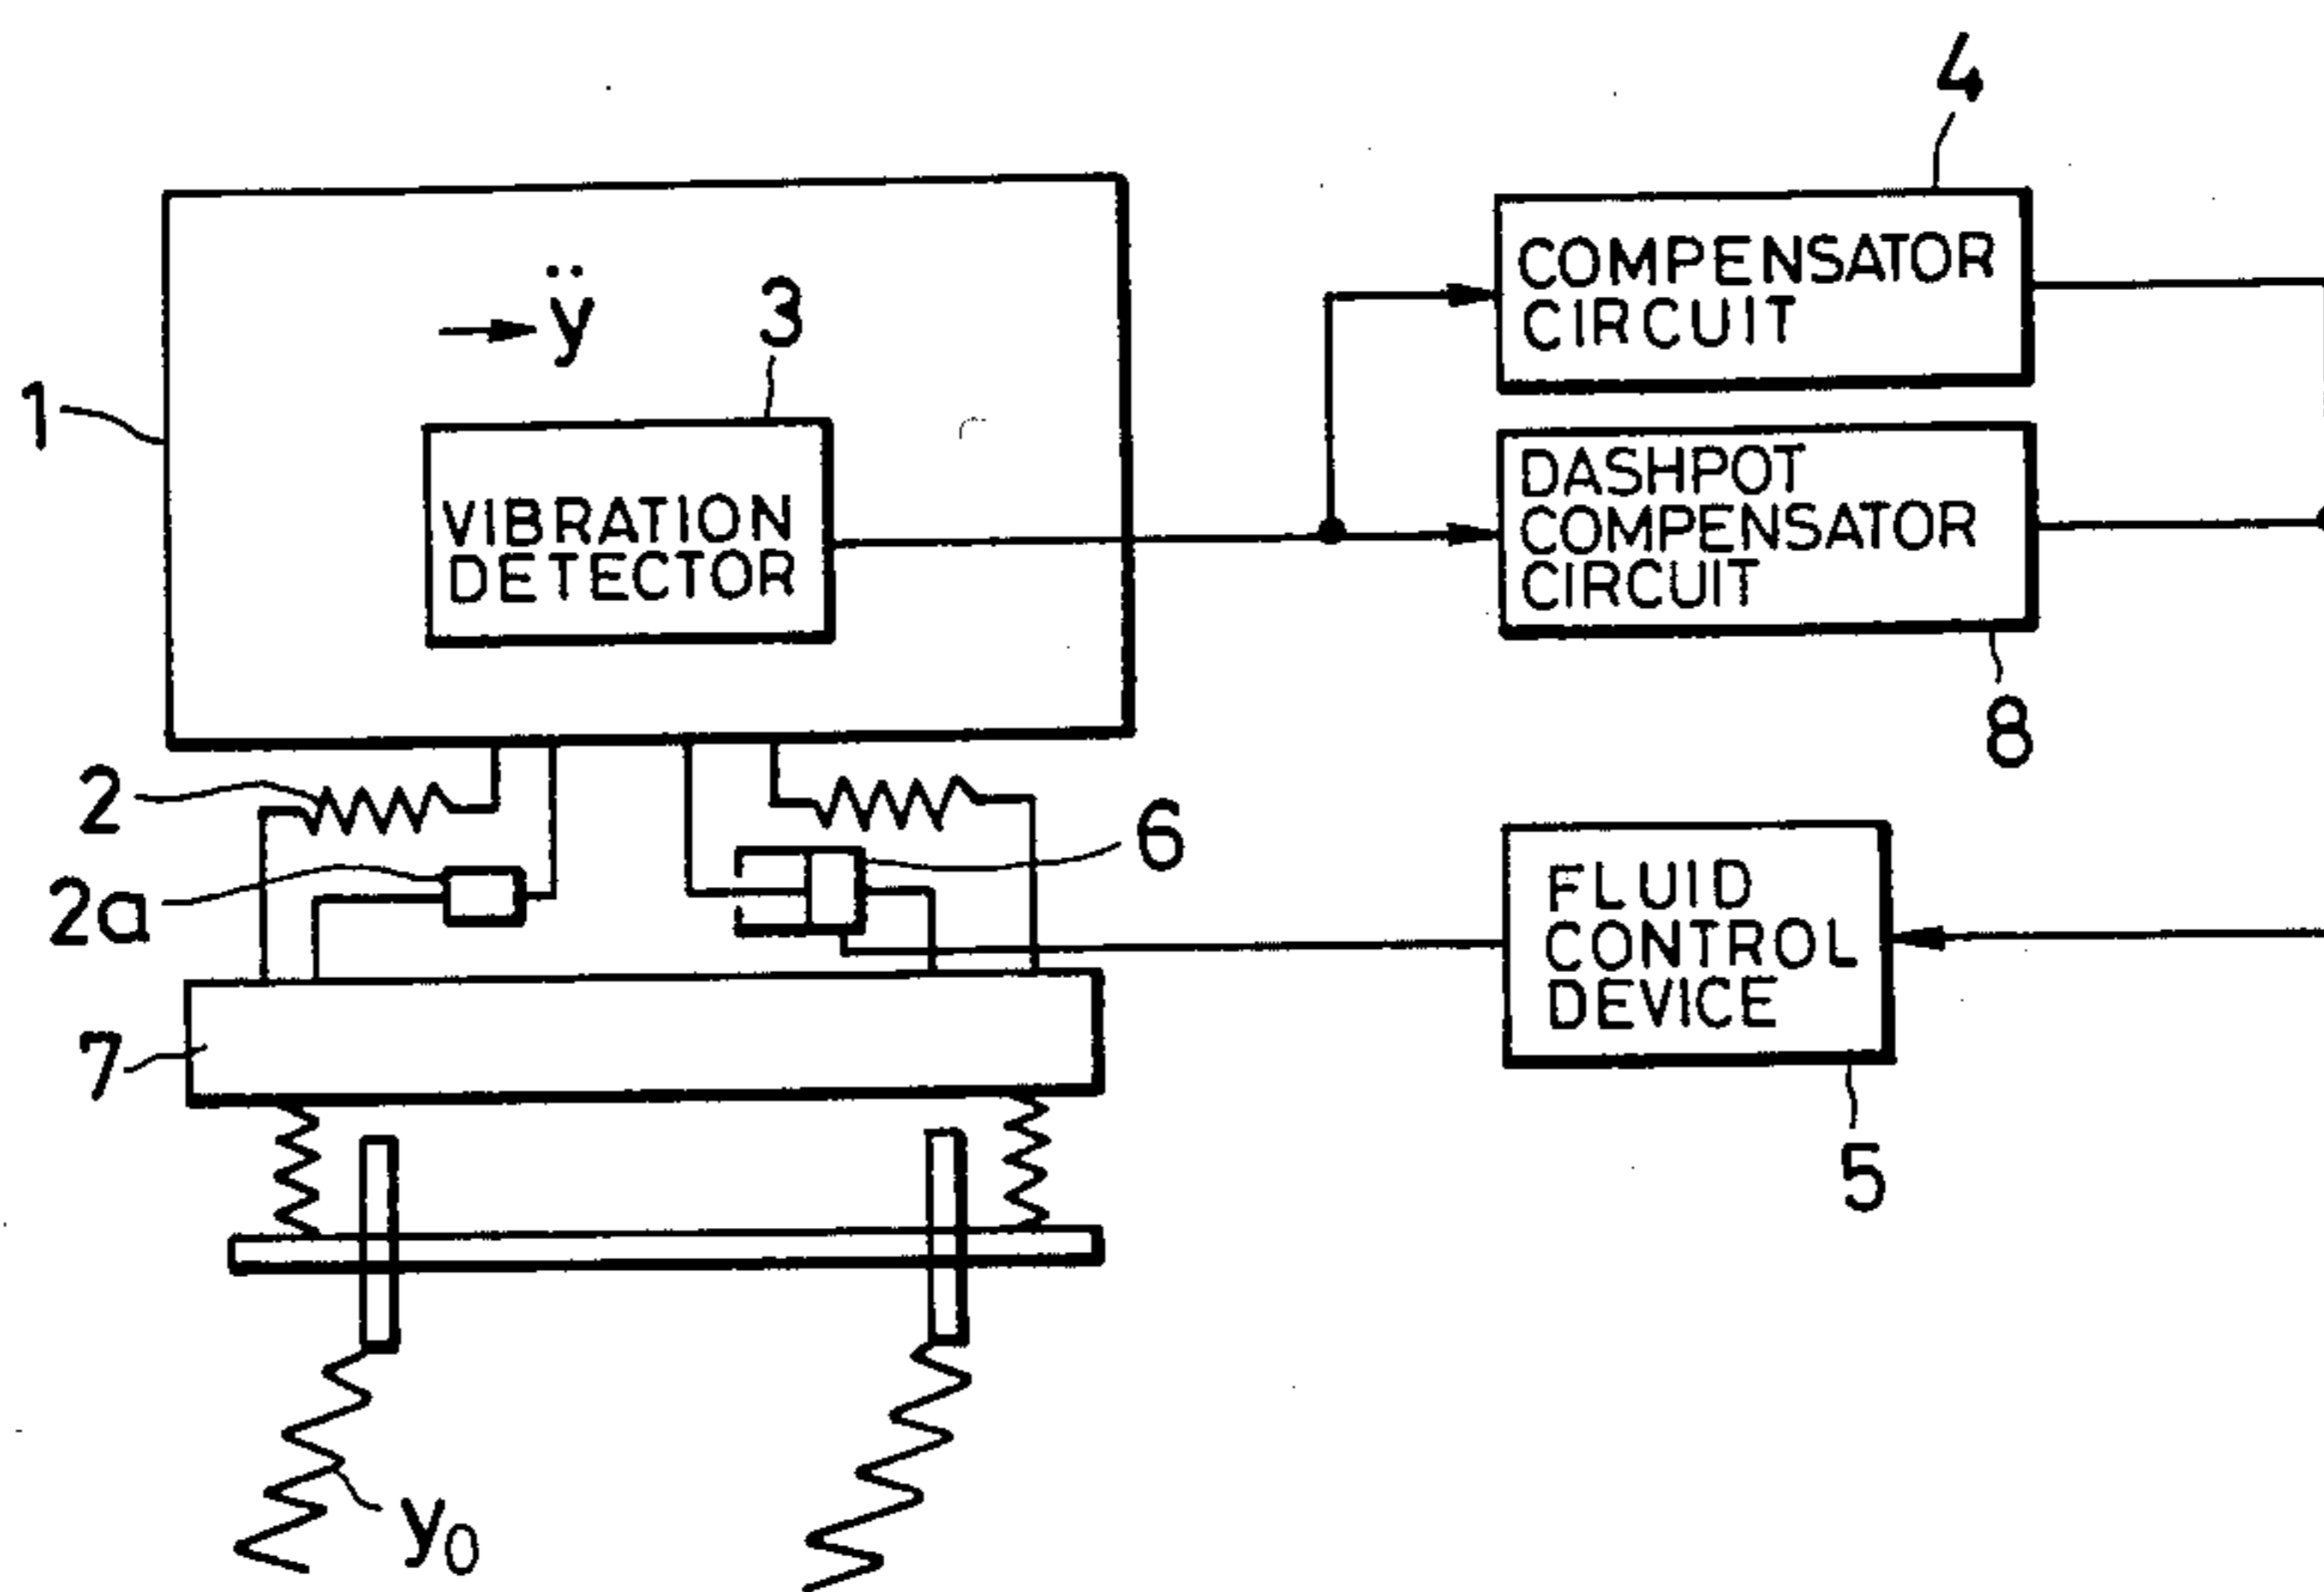 4
COMPENSATOR
CIRCUIT
ÿ
3
1
VIBRATION
DETECTOR
DASHPOT
COMPENSATOR
CIRCUIT
8
2
6
2a
FLUID
CONTROL
DEVICE
7
5
y0